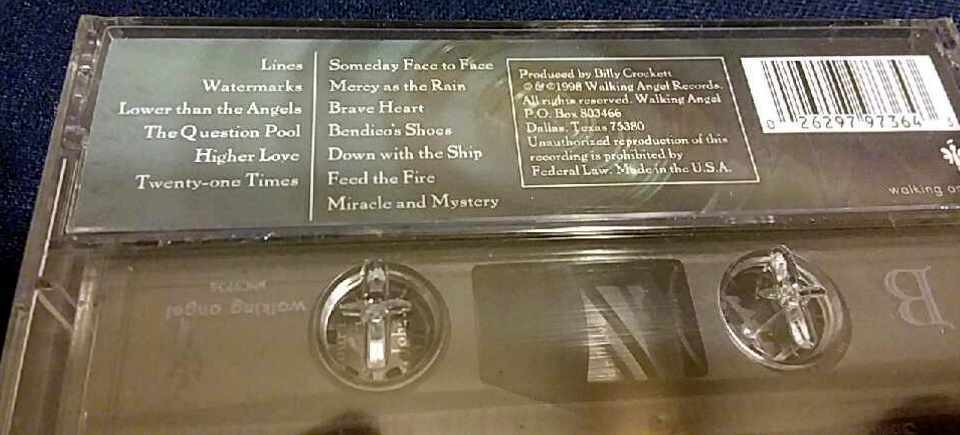 Lines
Watermarks
Lower than the Angels
The Question Pool
Higher Love
Twenty-one Times
Someday Face to Face
Mercy as the Rain
Brave Heart
Bendico's Shoes
Down with the Ship
Feed the Fire
Miracle and Mystery
Produced by Billy Crockett
℗ & ©1998 Walking Angel Records.
All rights reserved. Walking Angel
P.O. Box 803466
Dallas, Texas 75380
Unauthorized reproduction of this
recording is prohibited by
Federal Law. Made in the U.S.A.
0 26297 97364
walking
walking angel
B